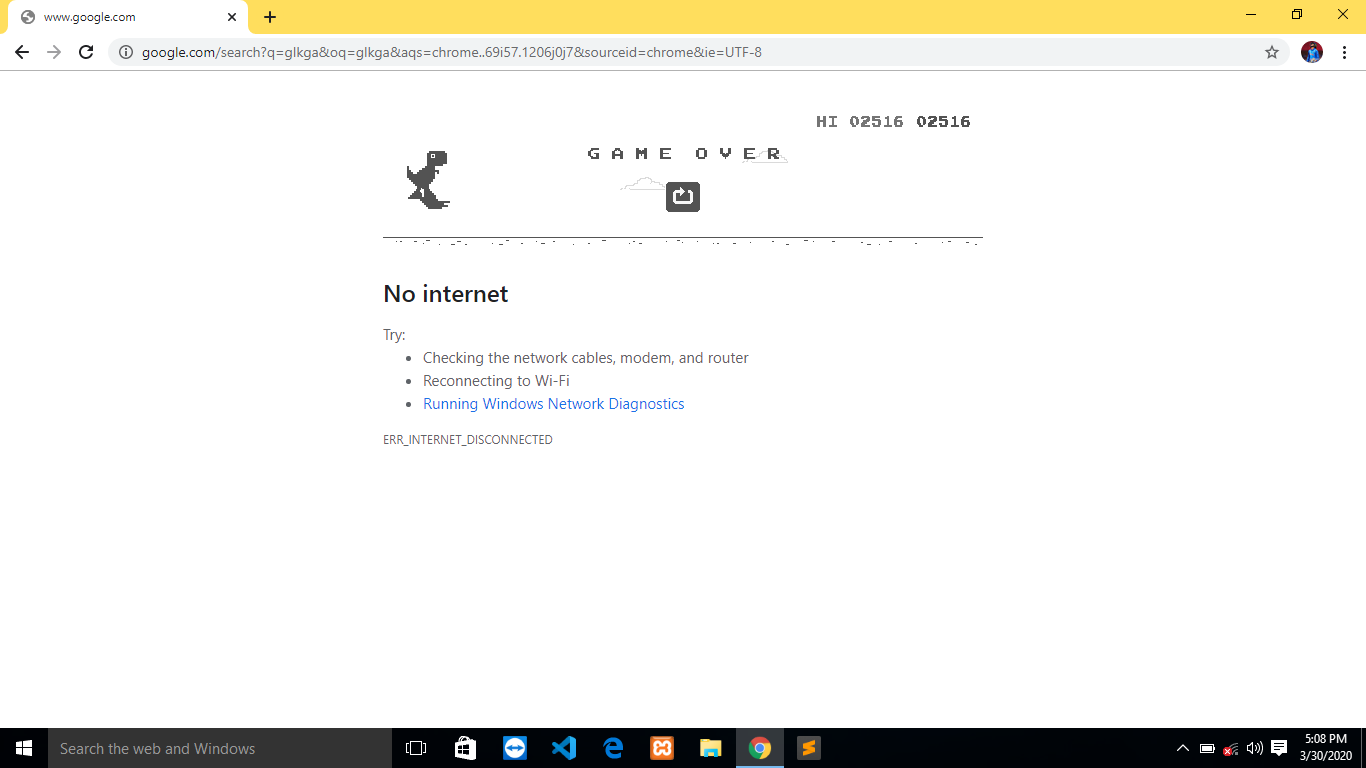 www.google.com
google.com/search?q=glkga&oq=glkga&aqs=chrome..69i57.1206j0j7&sourceid=chrome&ie=UTF-8
HI 02516 02516
GAME OVER
No internet
Try:
• Checking the network cables, modem, and router
• Reconnecting to Wi-Fi
• Running Windows Network Diagnostics
ERR_INTERNET_DISCONNECTED
Search the web and Windows
5:08 PM
3/30/2020